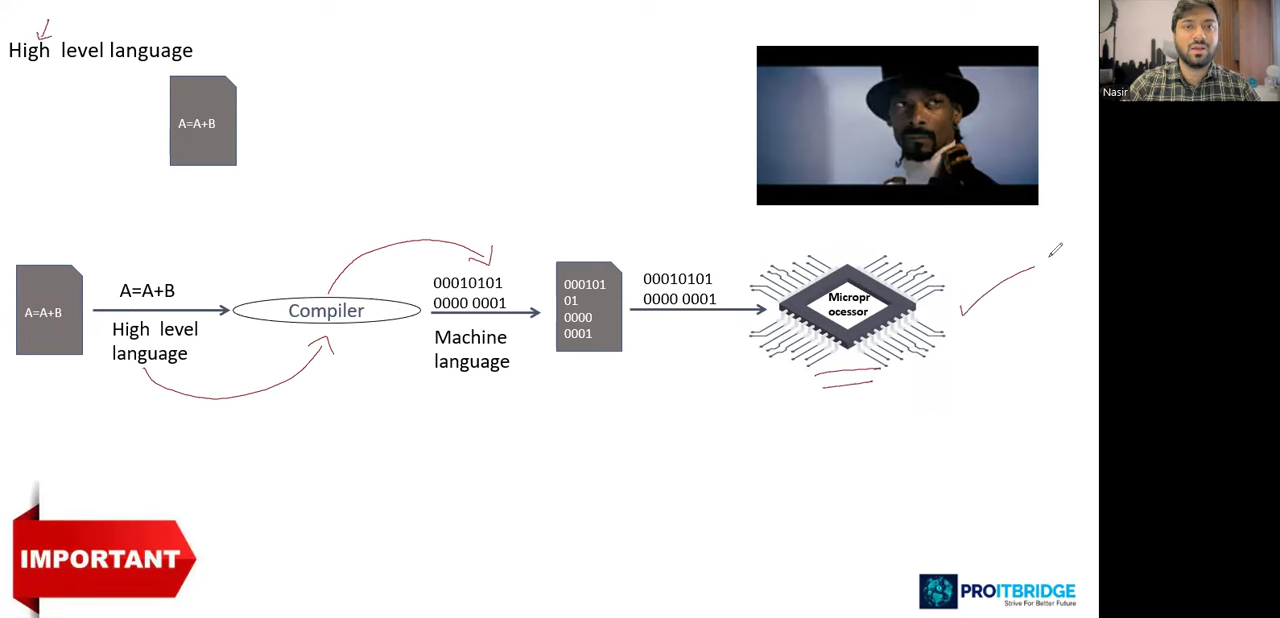 High level language
Nasir
A=A+B
A=A+B
A=A+B
High level
language
Compiler
00010101
0000 0001
Machine
language
000101
01
0000
0001
00010101
0000 0001
Micropr
ocessor
IMPORTANT
PROITBRIDGE
Strive For Better Future